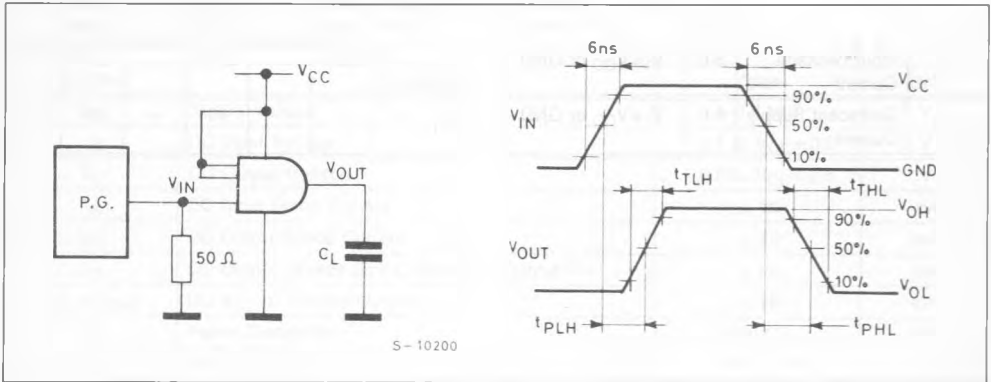 V_CC
P.G.
V_IN
50 Ω
V_OUT
C_L
S-10200
6ns
6 ns
V_IN
V_CC
90%
50%
10%
GND
t_TLH
t_THL
V_OUT
V_OH
90%
50%
10%
V_OL
t_PLH
t_PHL